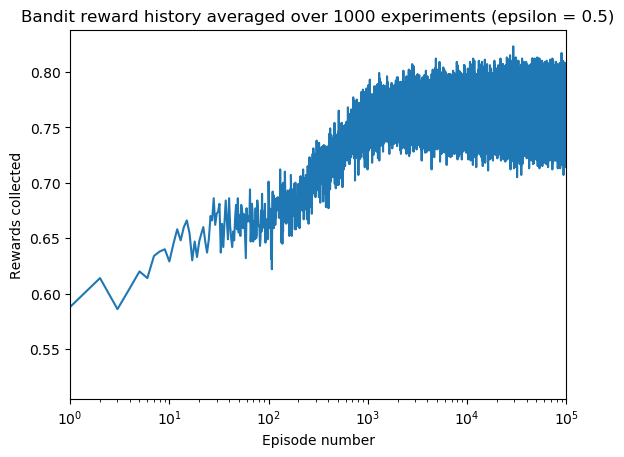 Bandit reward history averaged over 1000 experiments (epsilon = 0.5)
0.80
0.75
0.70
0.65
0.60
0.55
Rewards collected
10^0 10^1 10^2 10^3 10^4 10^5
Episode number